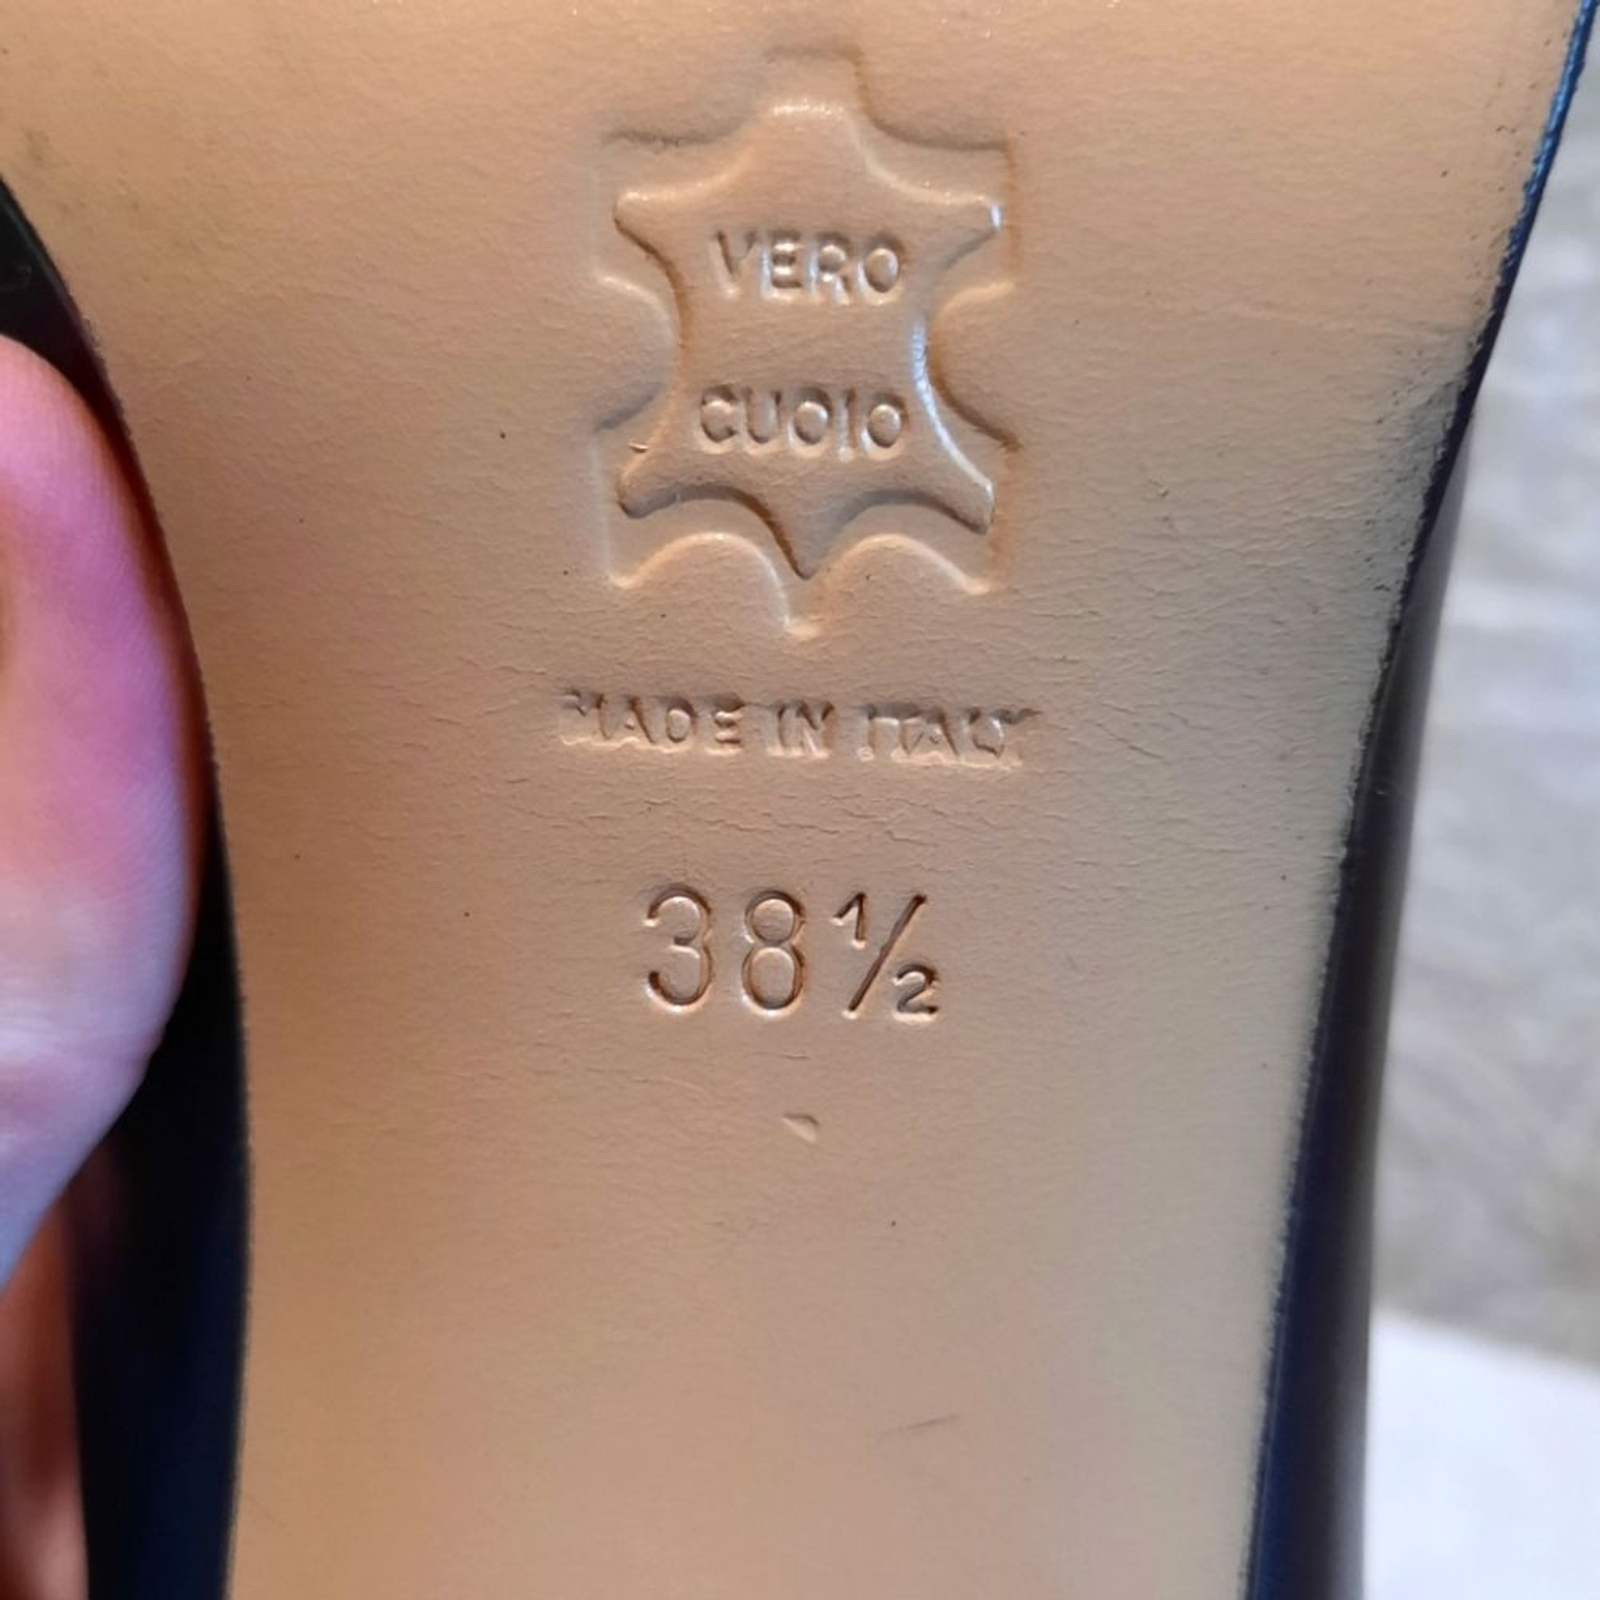 VERO
CUOIO
MADE IN ITALY
38½